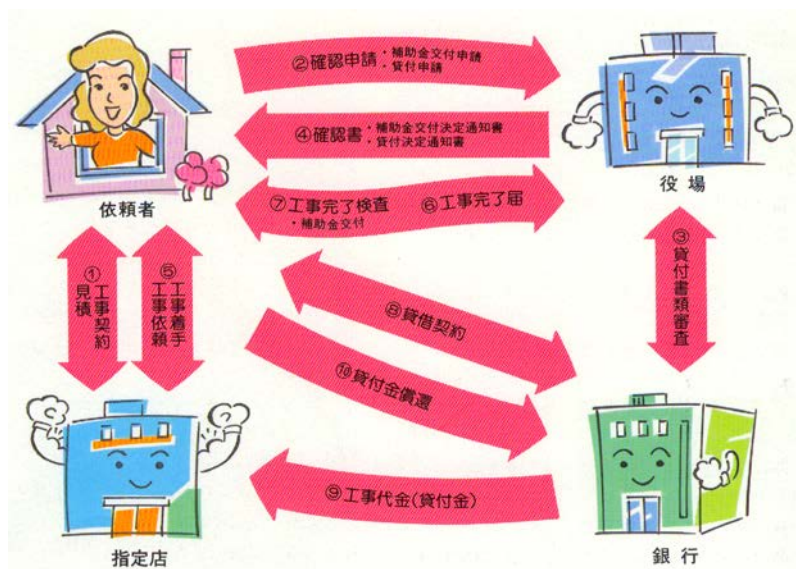 ②確認申請・補助金交付申請
・貸付申請
④確認書・補助金交付決定通知書
・貸付決定通知書
役場
依頼者
⑦工事完了検査
・補助金交付
⑥工事完了届
①工事契約
見積
⑤工事着手
工事依頼
③貸付書類審査
⑧貸借契約
⑩貸付金償還
⑨工事代金(貸付金)
指定店
銀行